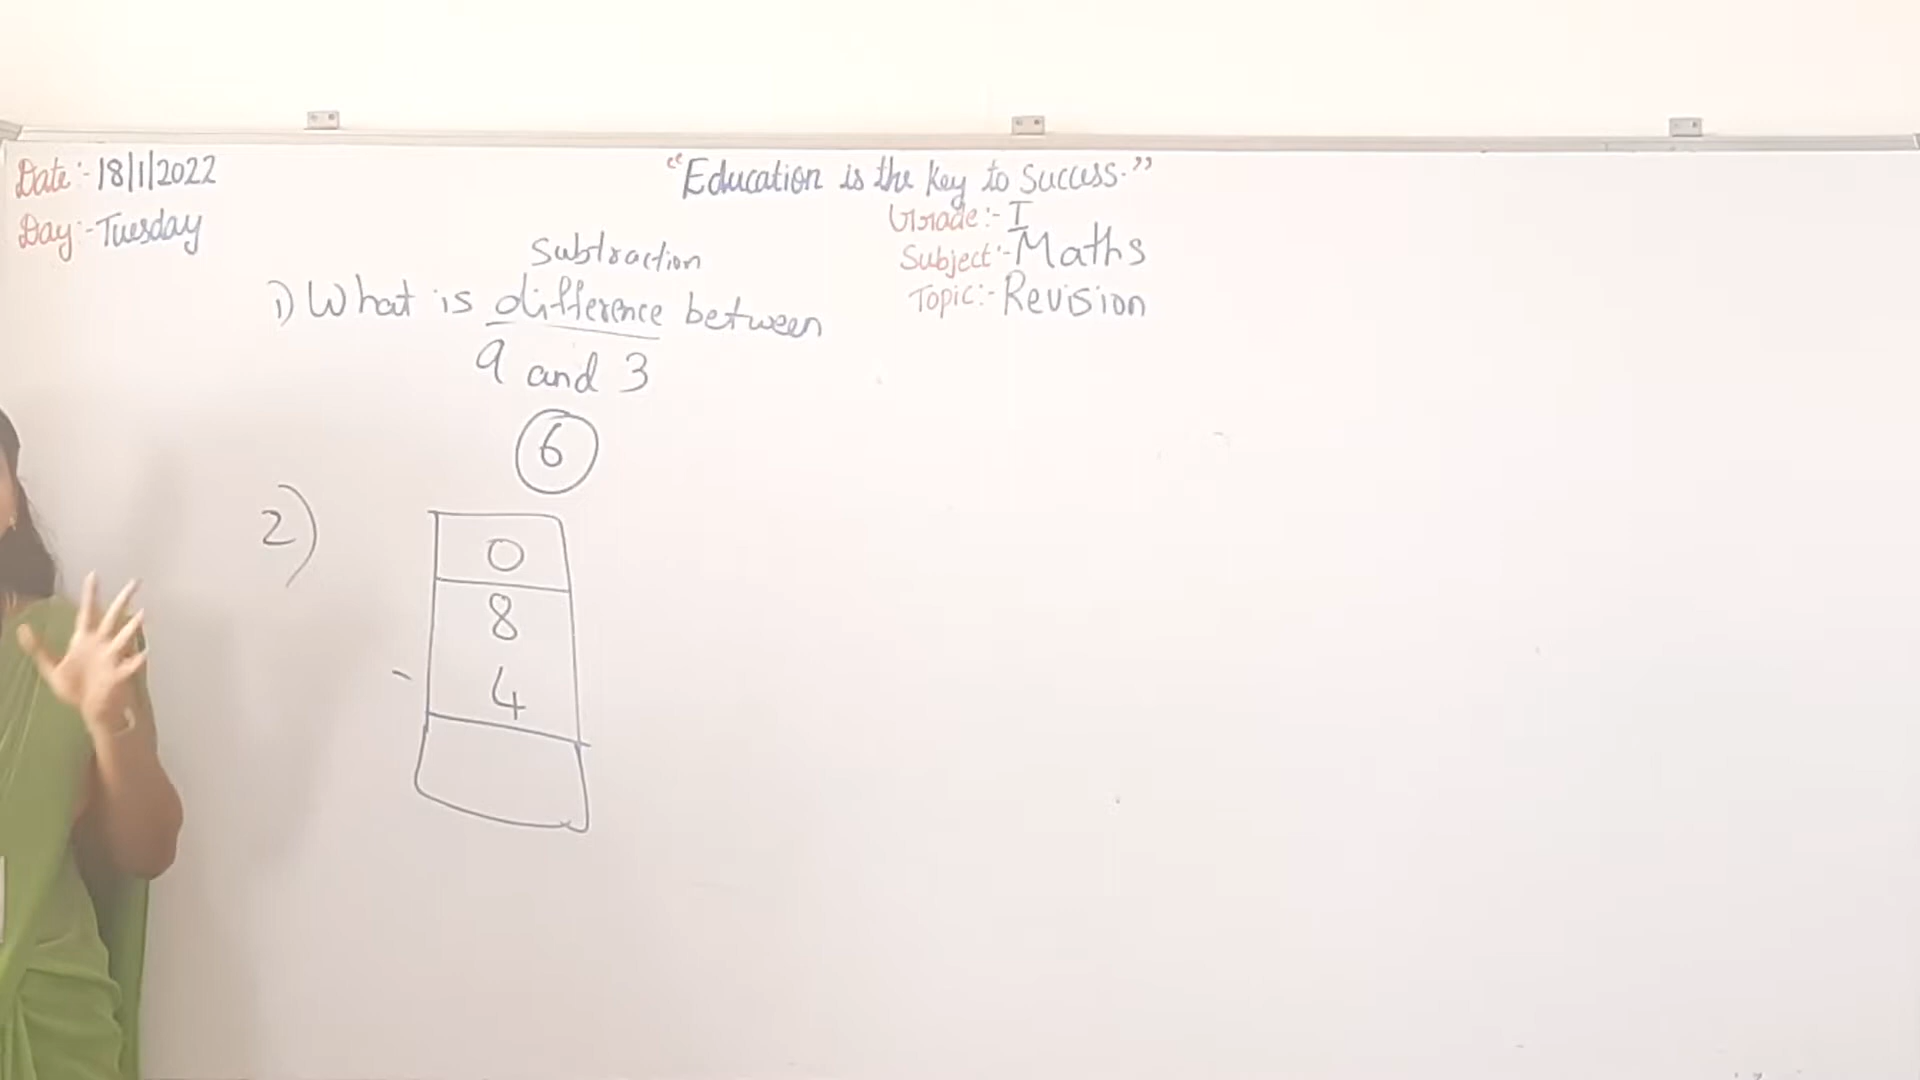 Date:- 18/1/2022
Day:- Tuesday
"Education is the key to Success."
Grade:- I
Subject:- Maths
Topic:- Revision
Subtraction
1) What is difference between
9 and 3
6
2)
O
8
- 4